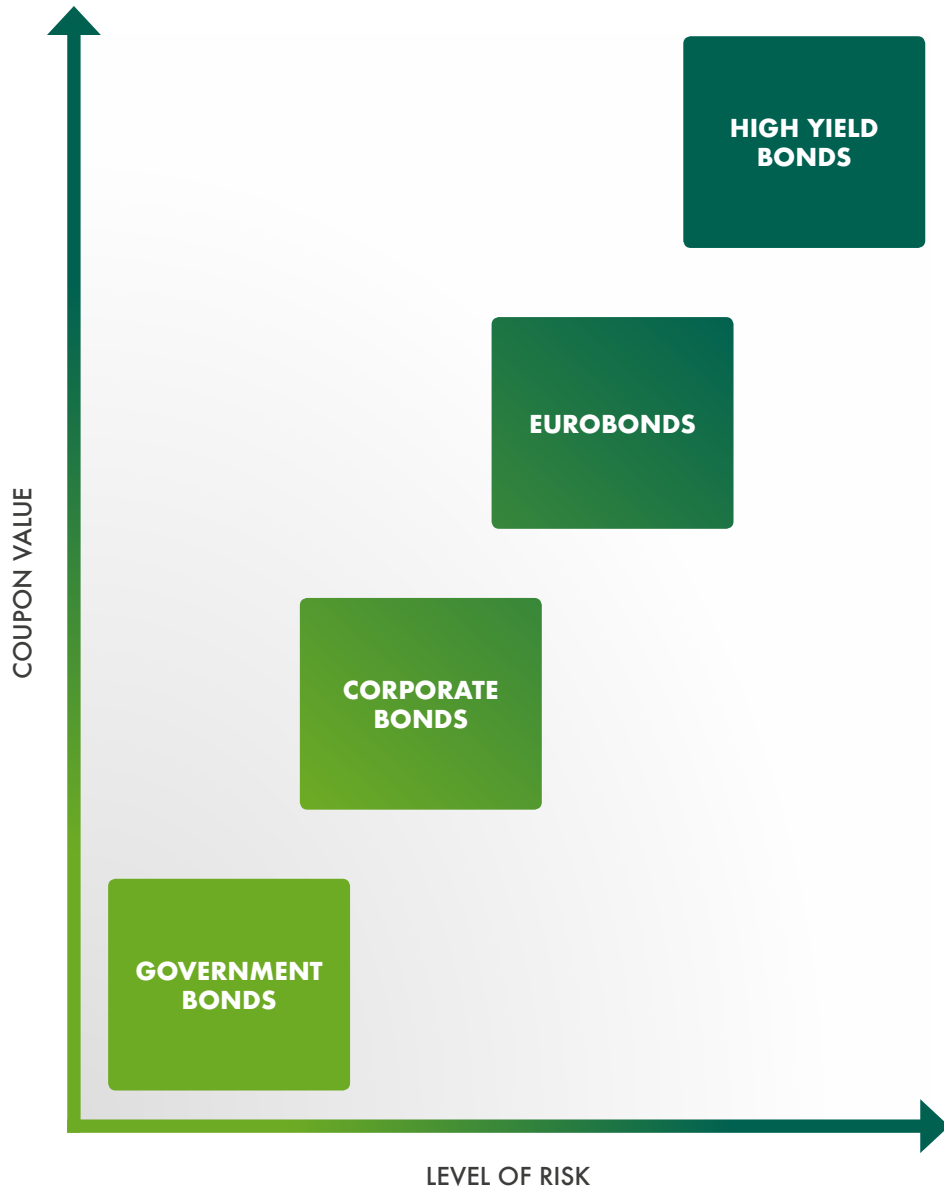 HIGH YIELD
BONDS
EUROBONDS
COUPON VALUE
CORPORATE
BONDS
GOVERNMENT
BONDS
LEVEL OF RISK